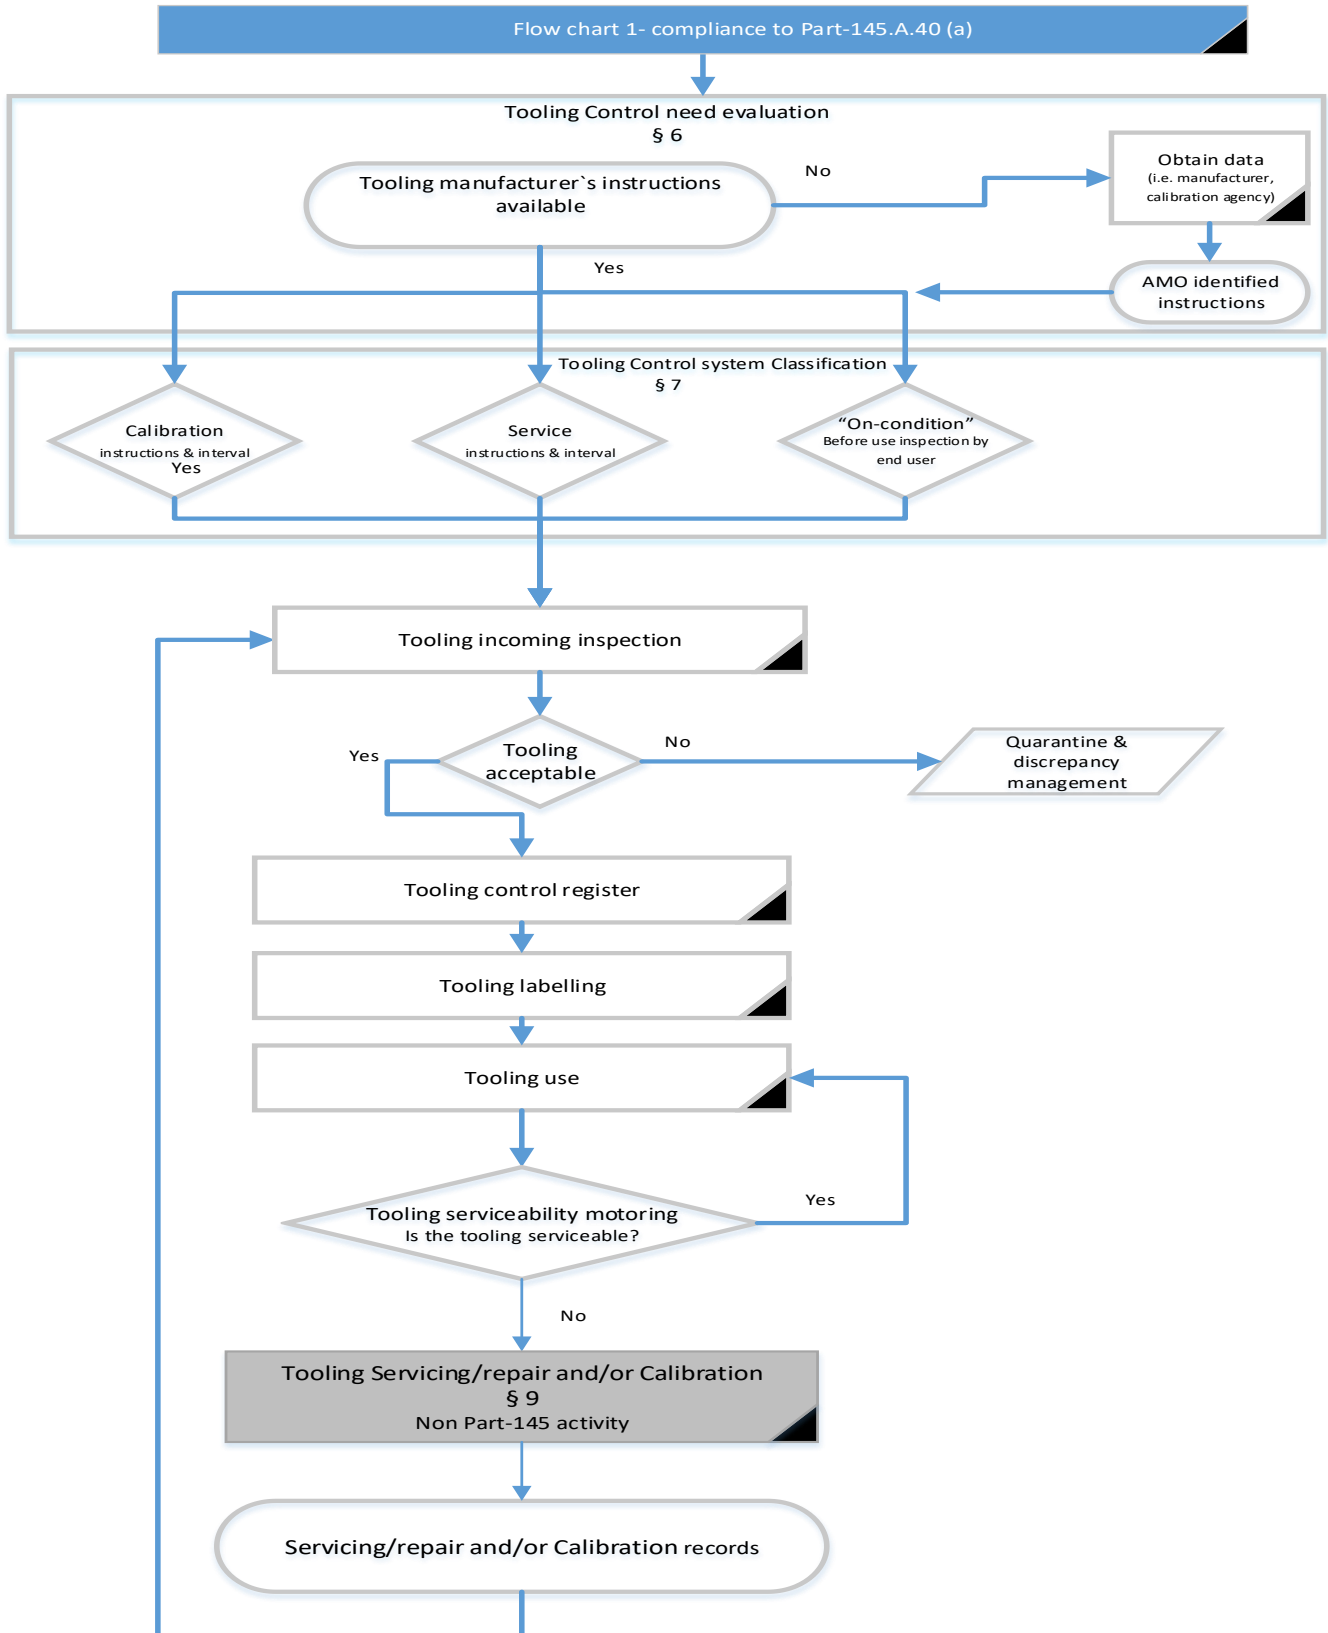 Flow chart 1- compliance to Part-145.A.40 (a)
Tooling Control need evaluation
§ 6
Tooling manufacturer`s instructions
available
No
Obtain data
(i.e. manufacturer,
calibration agency)
Yes
AMO identified
instructions
Tooling Control system Classification
§ 7
Calibration
instructions & interval
Yes
Service
instructions & interval
“On-condition”
Before use inspection by
end user
Tooling incoming inspection
Yes
Tooling
acceptable
No
Quarantine &
discrepancy
management
Tooling control register
Tooling labelling
Tooling use
Tooling serviceability motoring
Is the tooling serviceable?
Yes
No
Tooling Servicing/repair and/or Calibration
§ 9
Non Part-145 activity
Servicing/repair and/or Calibration records